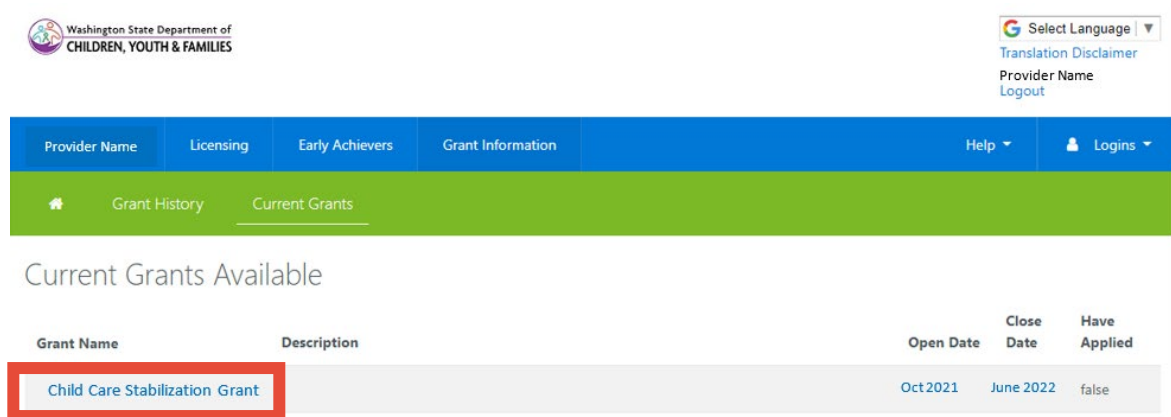 Washington State Department of
CHILDREN, YOUTH & FAMILIES
G Select Language ▼
Translation Disclaimer
Provider Name
Logout
Provider Name Licensing Early Achievers Grant Information Help Logins
Grant History Current Grants
Current Grants Available
Grant Name Description Open Date Close Date Have Applied
Child Care Stabilization Grant Oct 2021 June 2022 false